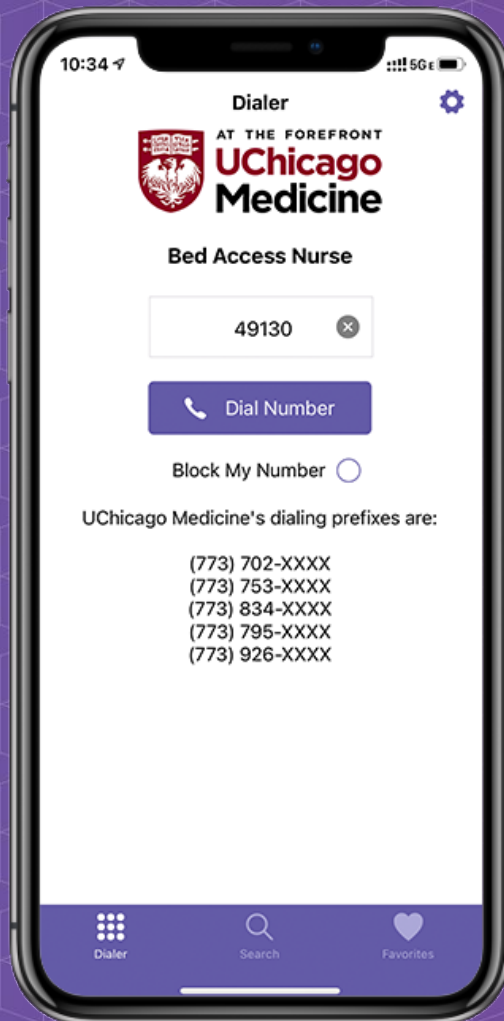 10:34
5G E
Dialer
AT THE FOREFRONT
UChicago
Medicine
Bed Access Nurse
49130
Dial Number
Block My Number
UChicago Medicine's dialing prefixes are:
(773) 702-XXXX
(773) 753-XXXX
(773) 834-XXXX
(773) 795-XXXX
(773) 926-XXXX
Dialer Search Favorites